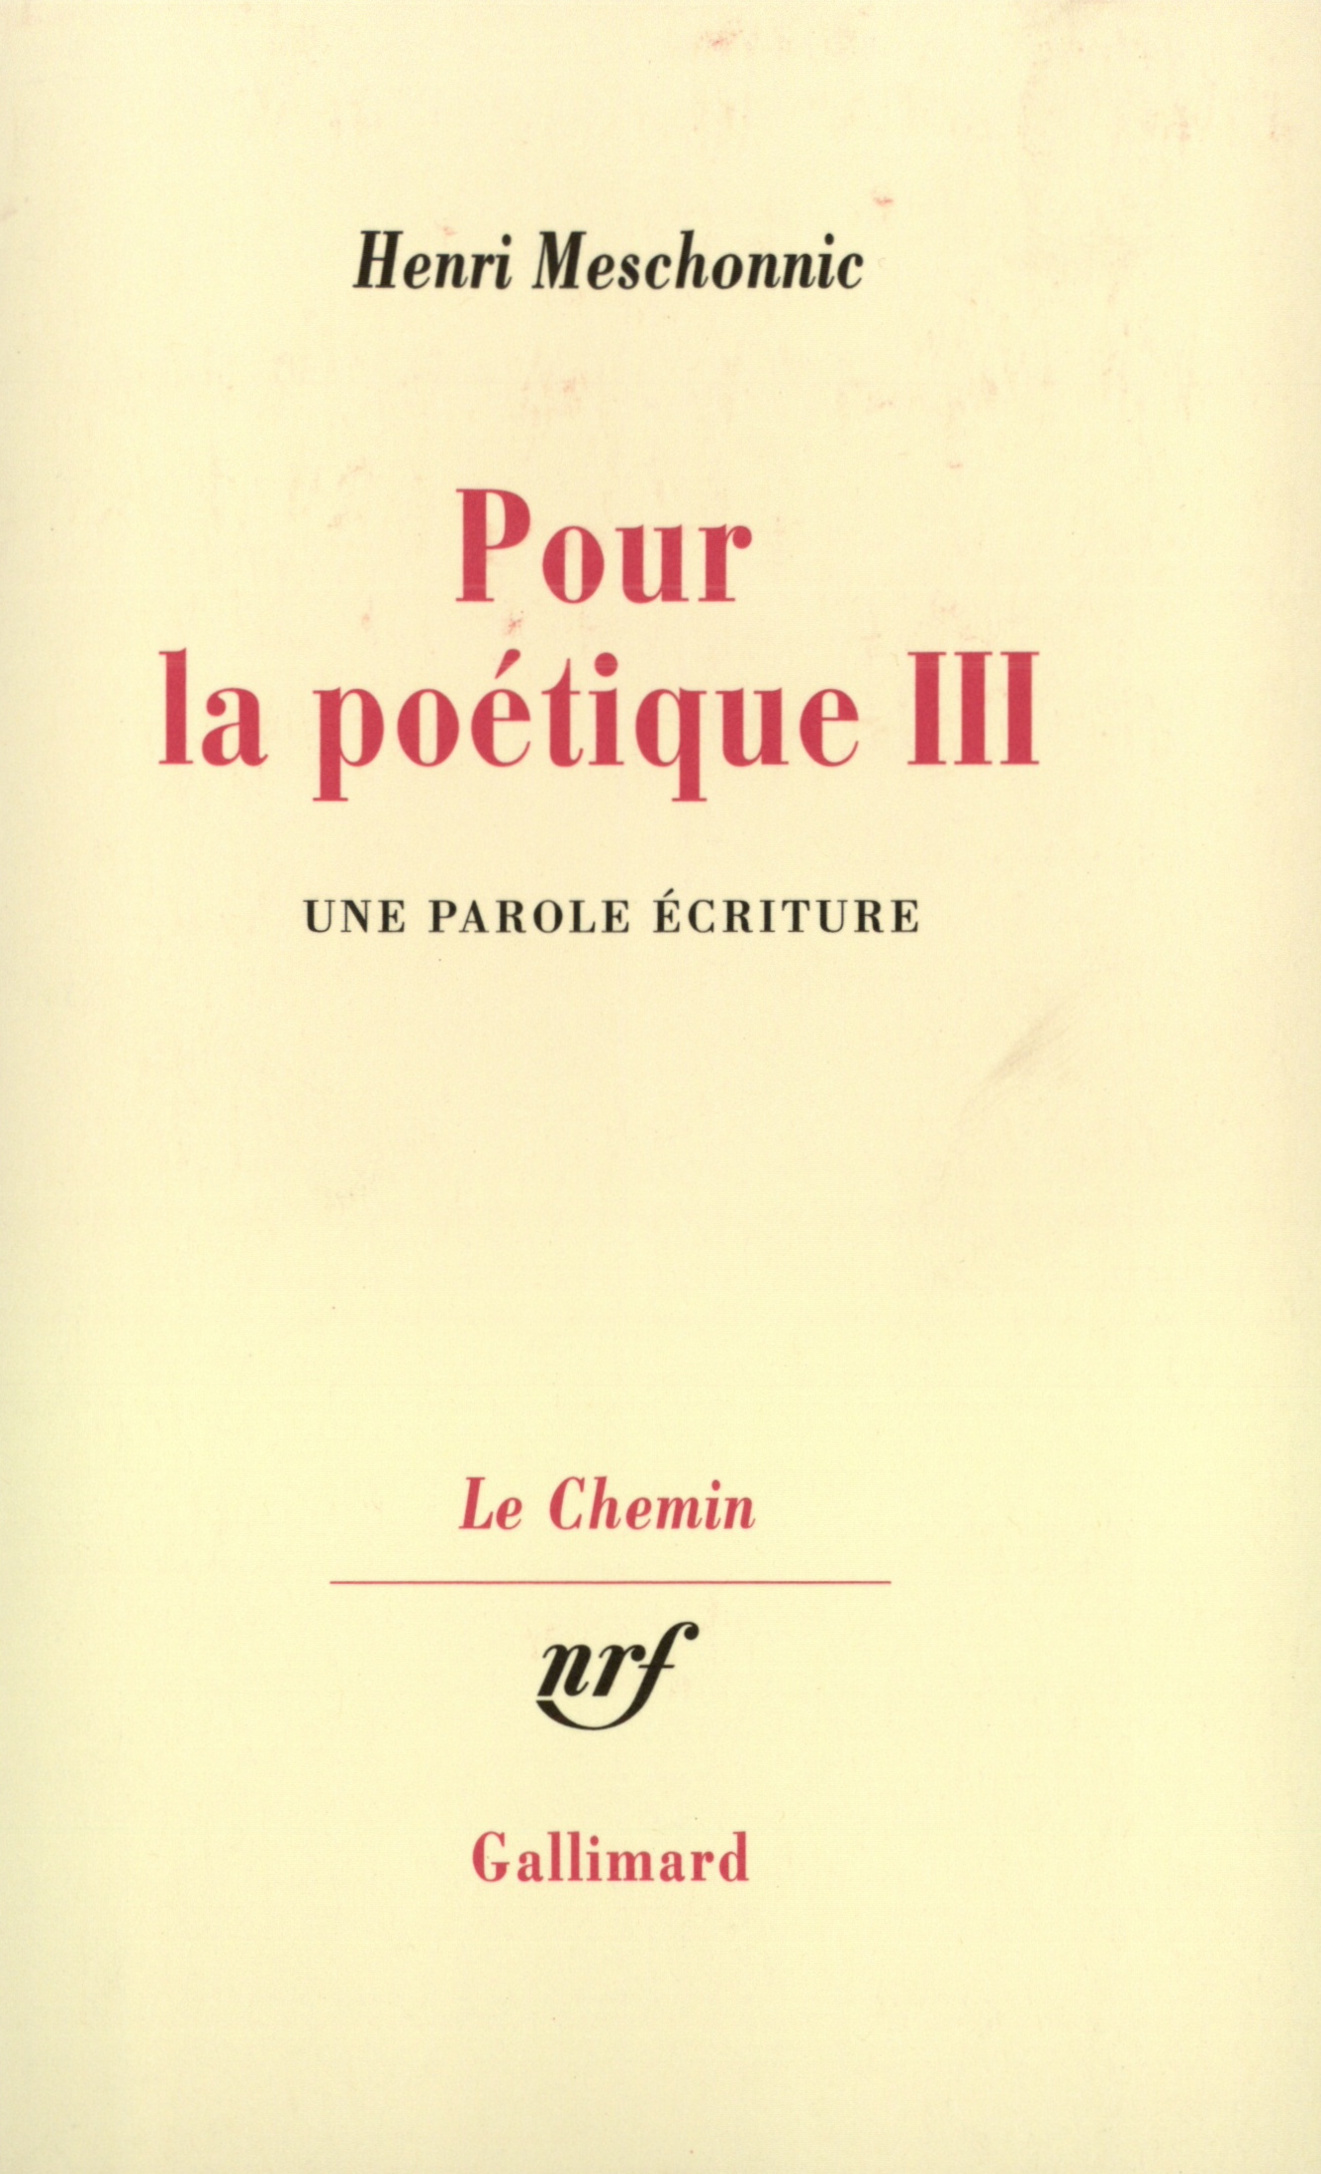 Henri Meschonnic
Pour
la poétique III
UNE PAROLE ÉCRITURE
Le Chemin
nrf
Gallimard